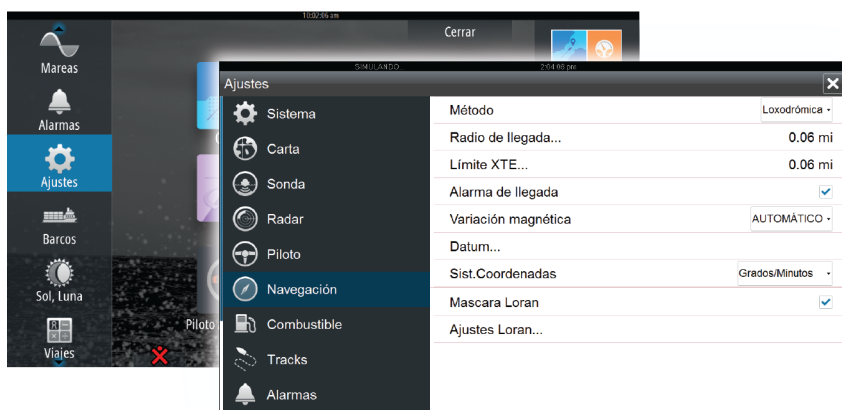 10:02:06 am
Cerrar
Mareas
Alarmas
Ajustes
Barcos
Sol, Luna
Viajes
Piloto
SIMULANDO
2:04:06 pm
Ajustes
Sistema
Carta
Sonda
Radar
Piloto
Navegación
Combustible
Tracks
Alarmas
Método Loxodrómica
Radio de llegada... 0.06 mi
Límite XTE... 0.06 mi
Alarma de llegada
Variación magnética AUTOMÁTICO
Datum...
Sist.Coordenadas Grados/Minutos
Mascara Loran
Ajustes Loran...